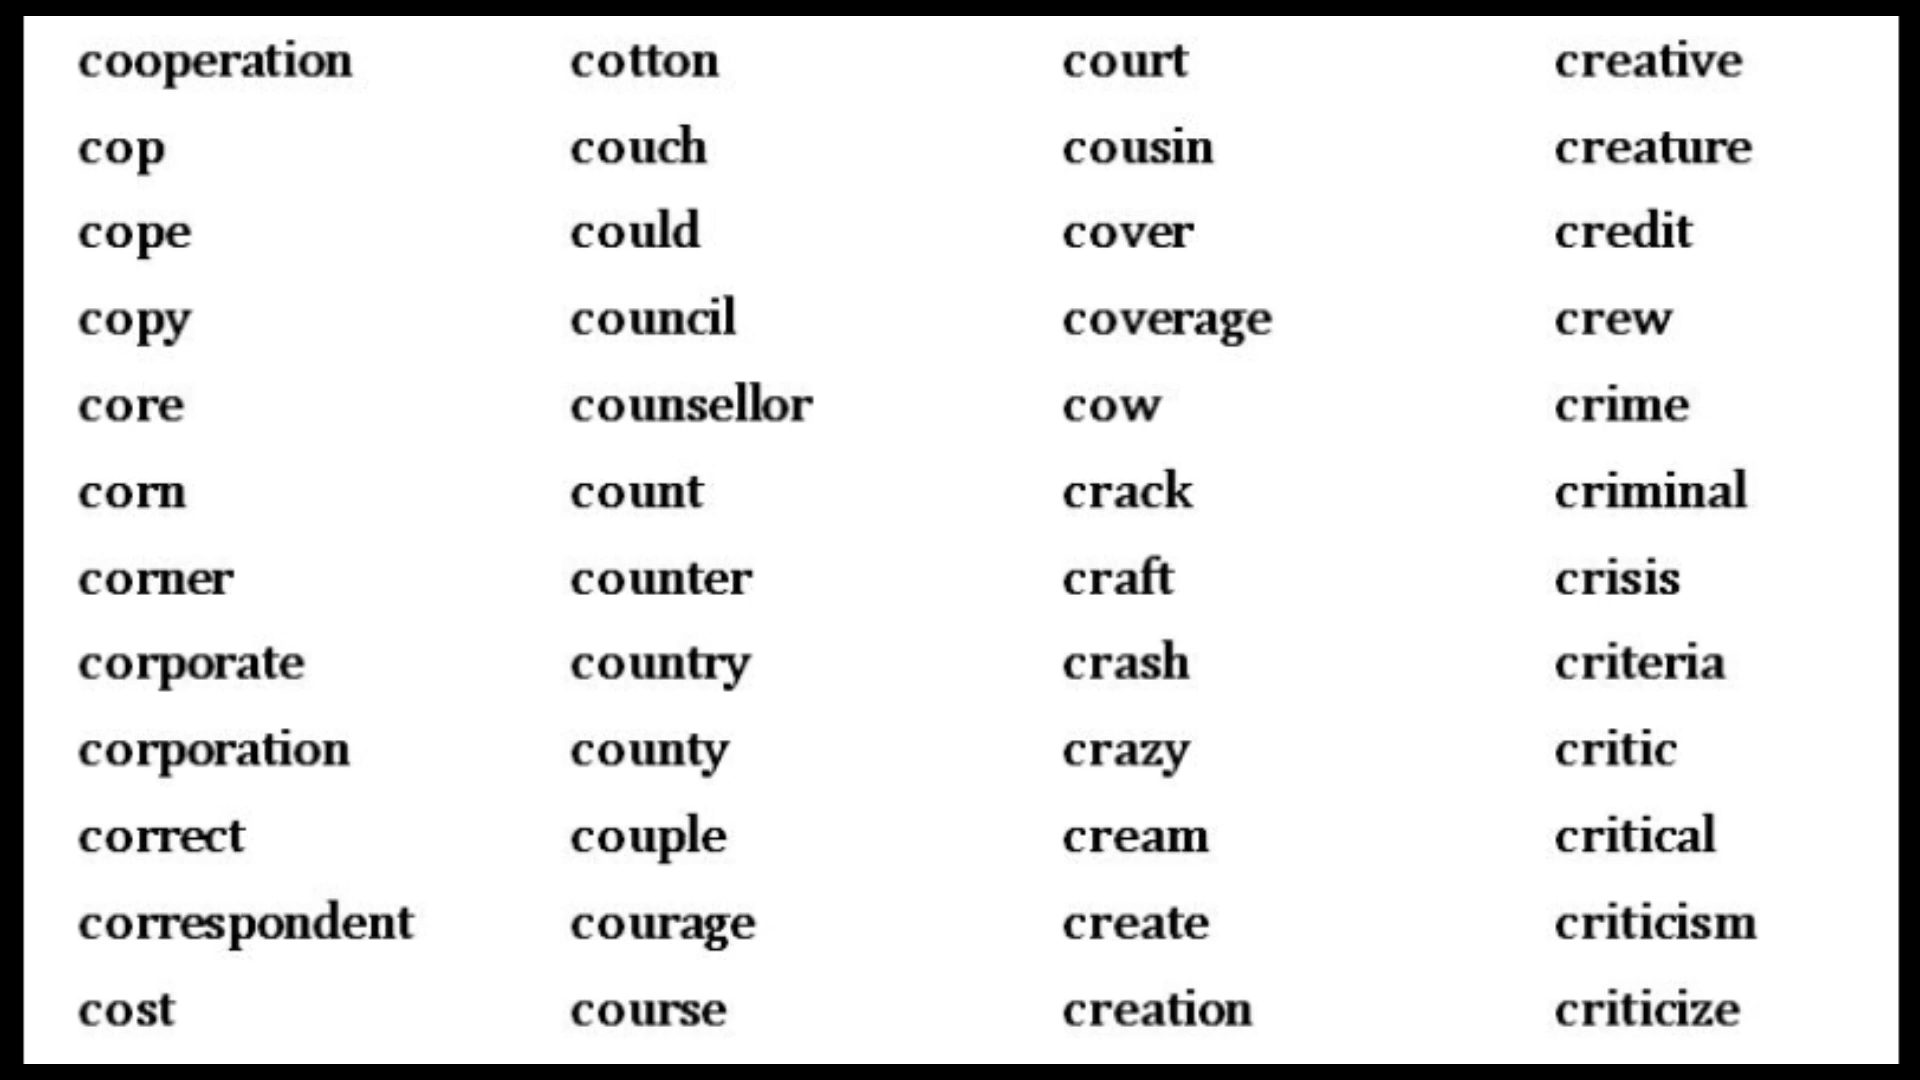 cooperation cotton court creative
cop couch cousin creature
cope could cover credit
copy council coverage crew
core counsellor cow crime
corn count crack criminal
corner counter craft crisis
corporate country crash criteria
corporation county crazy critic
correct couple cream critical
correspondent courage create criticism
cost course creation criticize